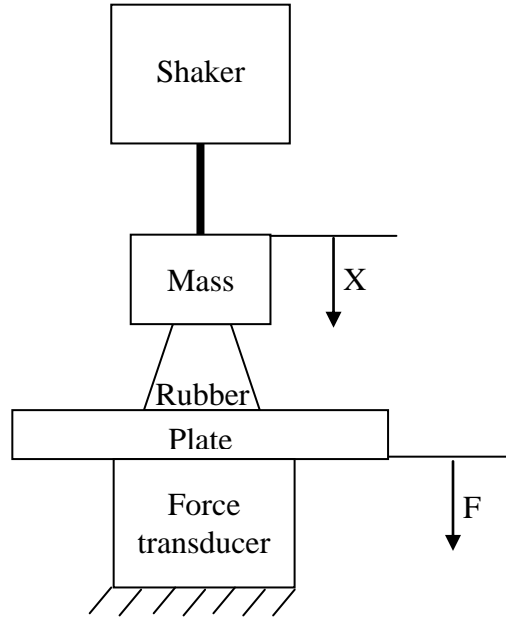 Shaker
Mass
X
Rubber
Plate
Force
transducer
F